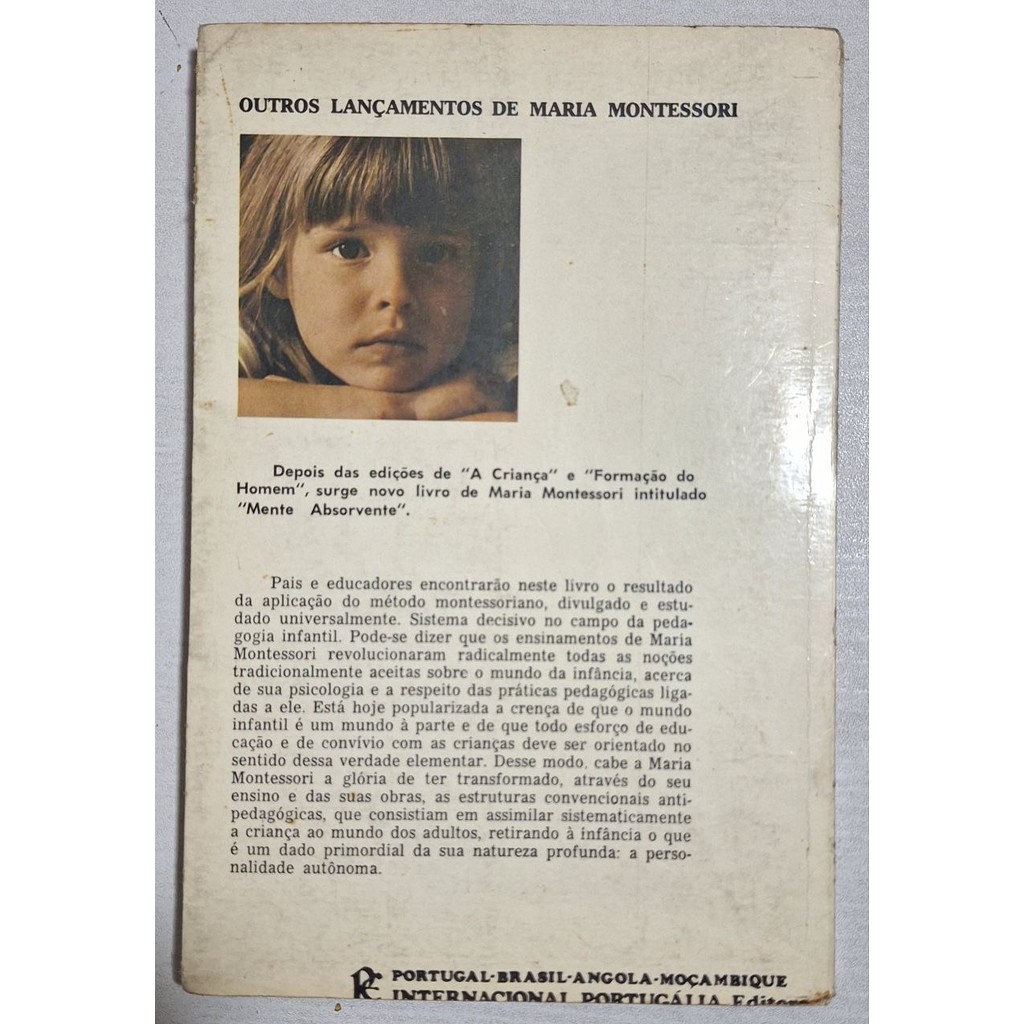 OUTROS LANÇAMENTOS DE MARIA MONTESSORI
Depois das edições de "A Criança" e "Formação do
Homem", surge novo livro de Maria Montessori intitulado
"Mente Absorvente".
Pais e educadores encontrarão neste livro o resultado
da aplicação do método montessoriano, divulgado e estu-
dado universalmente. Sistema decisivo no campo da peda-
gogia infantil. Pode-se dizer que os ensinamentos de Maria
Montessori revolucionaram radicalmente todas as noções
tradicionalmente aceitas sobre o mundo da infância, acerca
de sua psicologia e a respeito das práticas pedagógicas liga-
das a ele. Está hoje popularizada a crença de que o mundo
infantil é um mundo à parte e de que todo esforço de edu-
cação e de convívio com as crianças deve ser orientado no
sentido dessa verdade elementar. Desse modo, cabe a Maria
Montessori a glória de ter transformado, através do seu
ensino e das suas obras, as estruturas convencionais anti-
pedagógicas, que consistiam em assimilar sistematicamente
a criança ao mundo dos adultos, retirando à infância o que
é um dado primordial da sua natureza profunda: a perso-
nalidade autônoma.
PORTUGAL-BRASIL-ANGOLA-MOÇAMBIQUE
INTERNACIONAL PORTUGÁLIA Editora